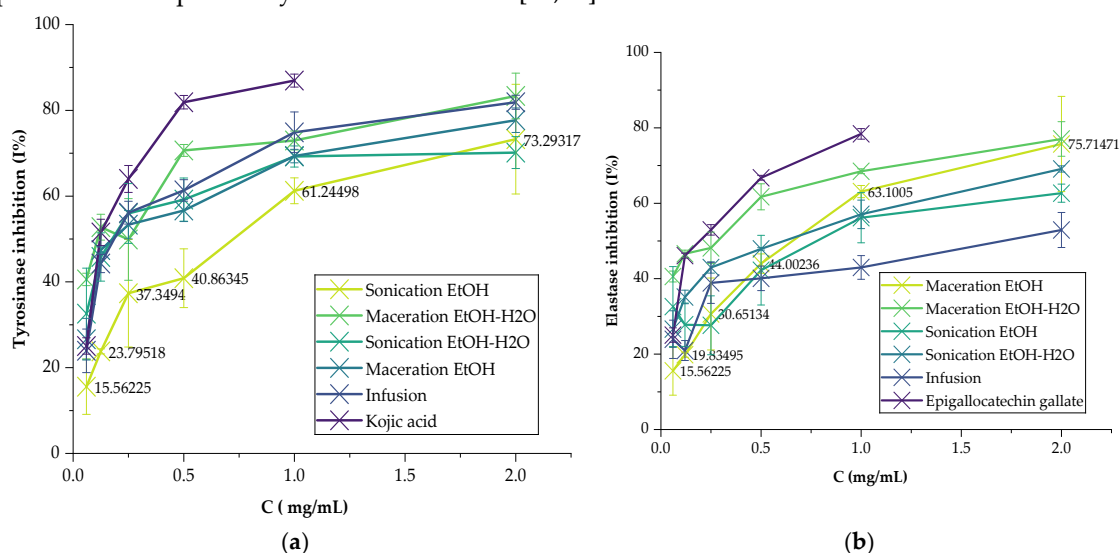 100
80
60
40
20
0
Tyrosinase inhibition (I%)
73.29317
61.24498
40.86345
37.3494
23.79518
15.56225
Sonication EtOH
Maceration EtOH-H2O
Sonication EtOH-H2O
Maceration EtOH
Infusion
Kojic acid
0.0 0.5 1.0 1.5 2.0
C ( mg/mL)
(a)
100
80
60
40
20
0
Elastase inhibition (I%)
75.71471
63.1005
44.00236
30.65134
19.83495
15.56225
Maceration EtOH
Maceration EtOH-H2O
Sonication EtOH
Sonication EtOH-H2O
Infusion
Epigallocatechin gallate
0.0 0.5 1.0 1.5 2.0
C (mg/mL)
(b)